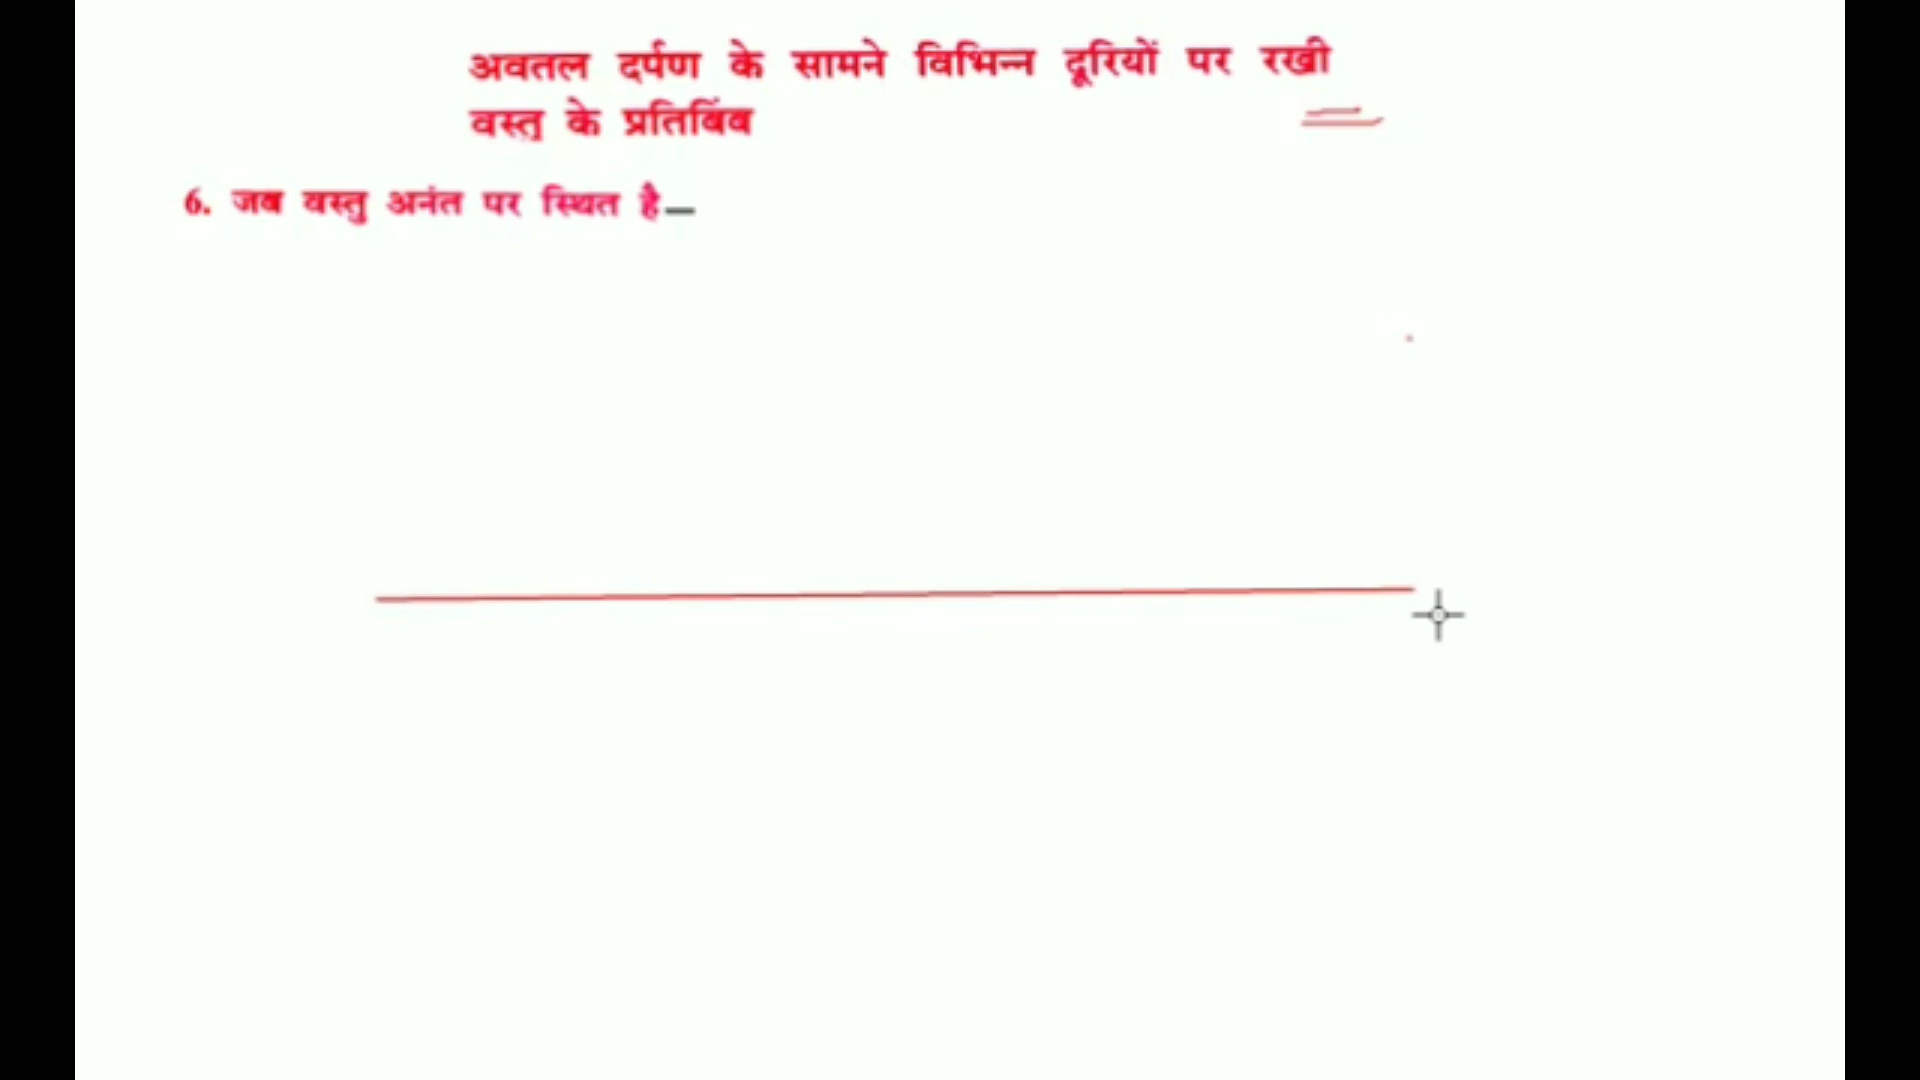 अवतल दर्पण के सामने विभिन्न दूरियों पर रखी
वस्तु के प्रतिबिंब
6. जब वस्तु अनंत पर स्थित है—